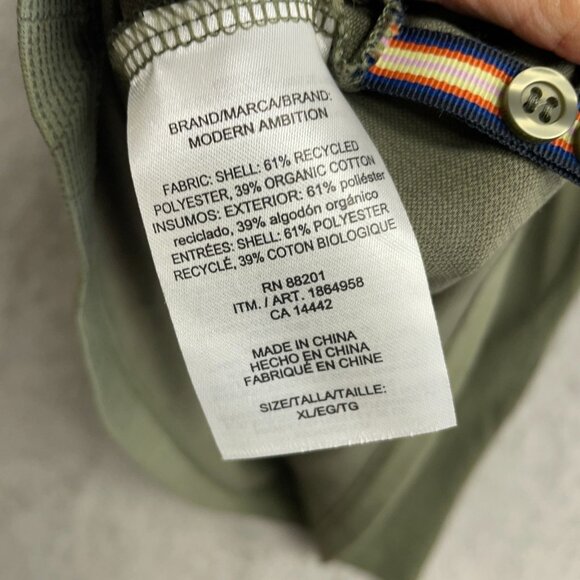 BRAND/MARCA/BRAND:
MODERN AMBITION
FABRIC: SHELL: 61% RECYCLED
POLYESTER, 39% ORGANIC COTTON
INSUMOS: EXTERIOR: 61% poliéster
reciclado, 39% algodón orgánico
ENTRÉES: SHELL: 61% POLYESTER
RECYCLÉ, 39% COTON BIOLOGIQUE
RN 88201
ITM. / ART. 1864958
CA 14442
MADE IN CHINA
HECHO EN CHINA
FABRIQUÉ EN CHINE
SIZE/TALLA/TAILLE:
XL/EG/TG